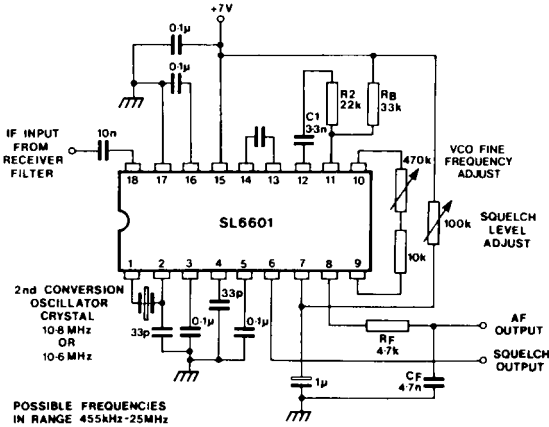 +7V
0·1µ
0·1µ
IF INPUT
FROM
RECEIVER
FILTER
10n
C1
3·3n
R2
22k
RB
33k
470k
VCO FINE
FREQUENCY
ADJUST
18 17 16 15 14 13 12 11 10
SL6601
100k
SQUELCH
LEVEL
ADJUST
10k
1 2 3 4 5 6 7 8 9
2nd CONVERSION
OSCILLATOR
CRYSTAL
10·8 MHz
OR
10·6 MHz
33p
0·1µ
33p
0·1µ
RF
4·7k
AF
OUTPUT
SQUELCH
OUTPUT
1µ
CF
4·7n
POSSIBLE FREQUENCIES
IN RANGE 455kHz-25MHz